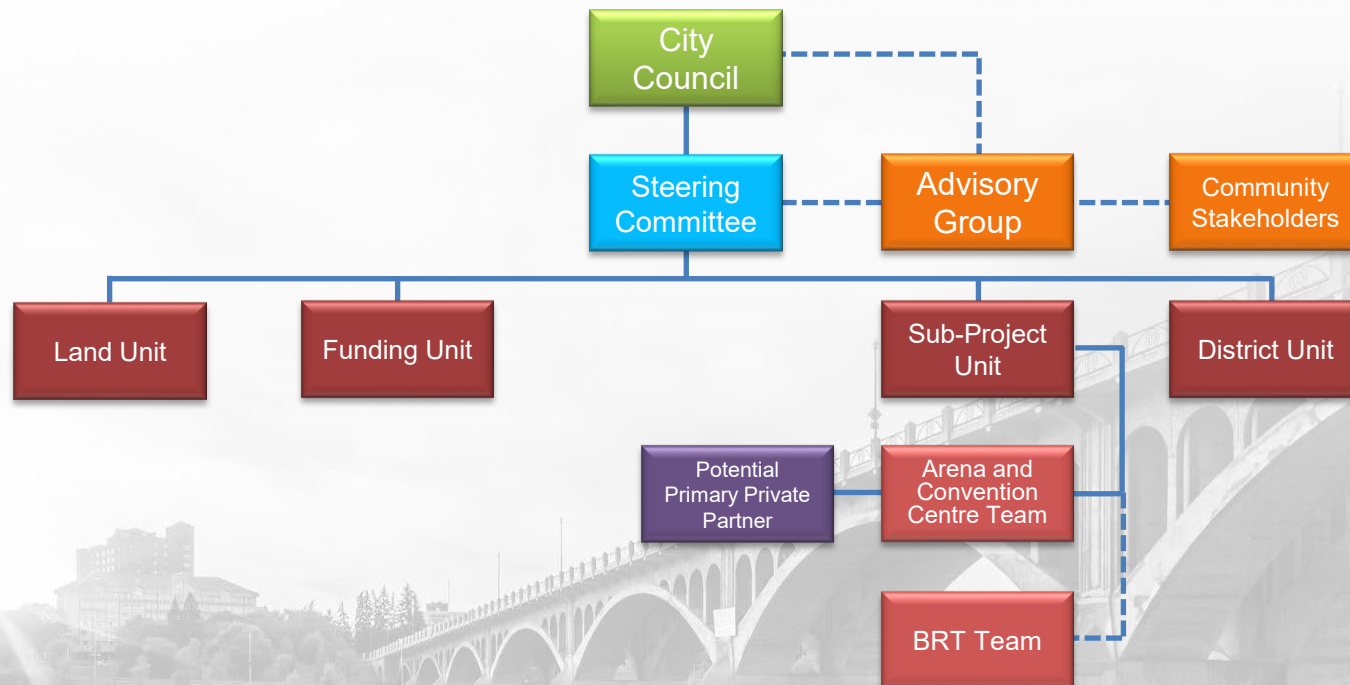 City
Council
Steering
Committee
Advisory
Group
Community
Stakeholders
Land Unit
Funding Unit
Sub-Project
Unit
District Unit
Potential
Primary Private
Partner
Arena and
Convention
Centre Team
BRT Team